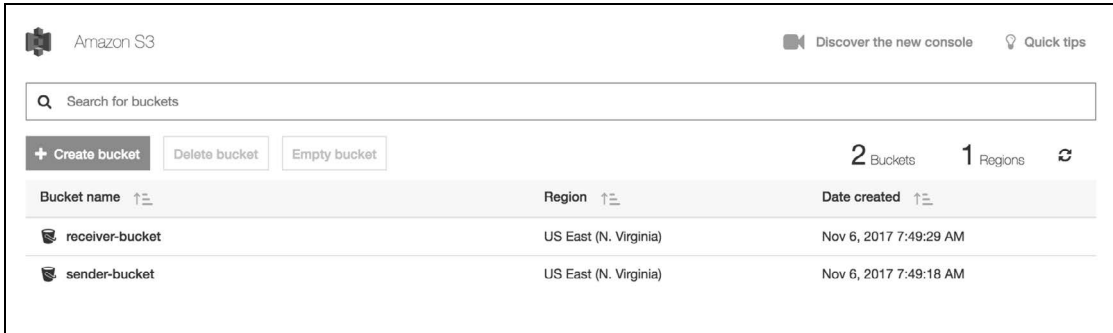 Amazon S3 Discover the new console Quick tips
Search for buckets
+ Create bucket Delete bucket Empty bucket 2 Buckets 1 Regions
Bucket name Region Date created
receiver-bucket US East (N. Virginia) Nov 6, 2017 7:49:29 AM
sender-bucket US East (N. Virginia) Nov 6, 2017 7:49:18 AM